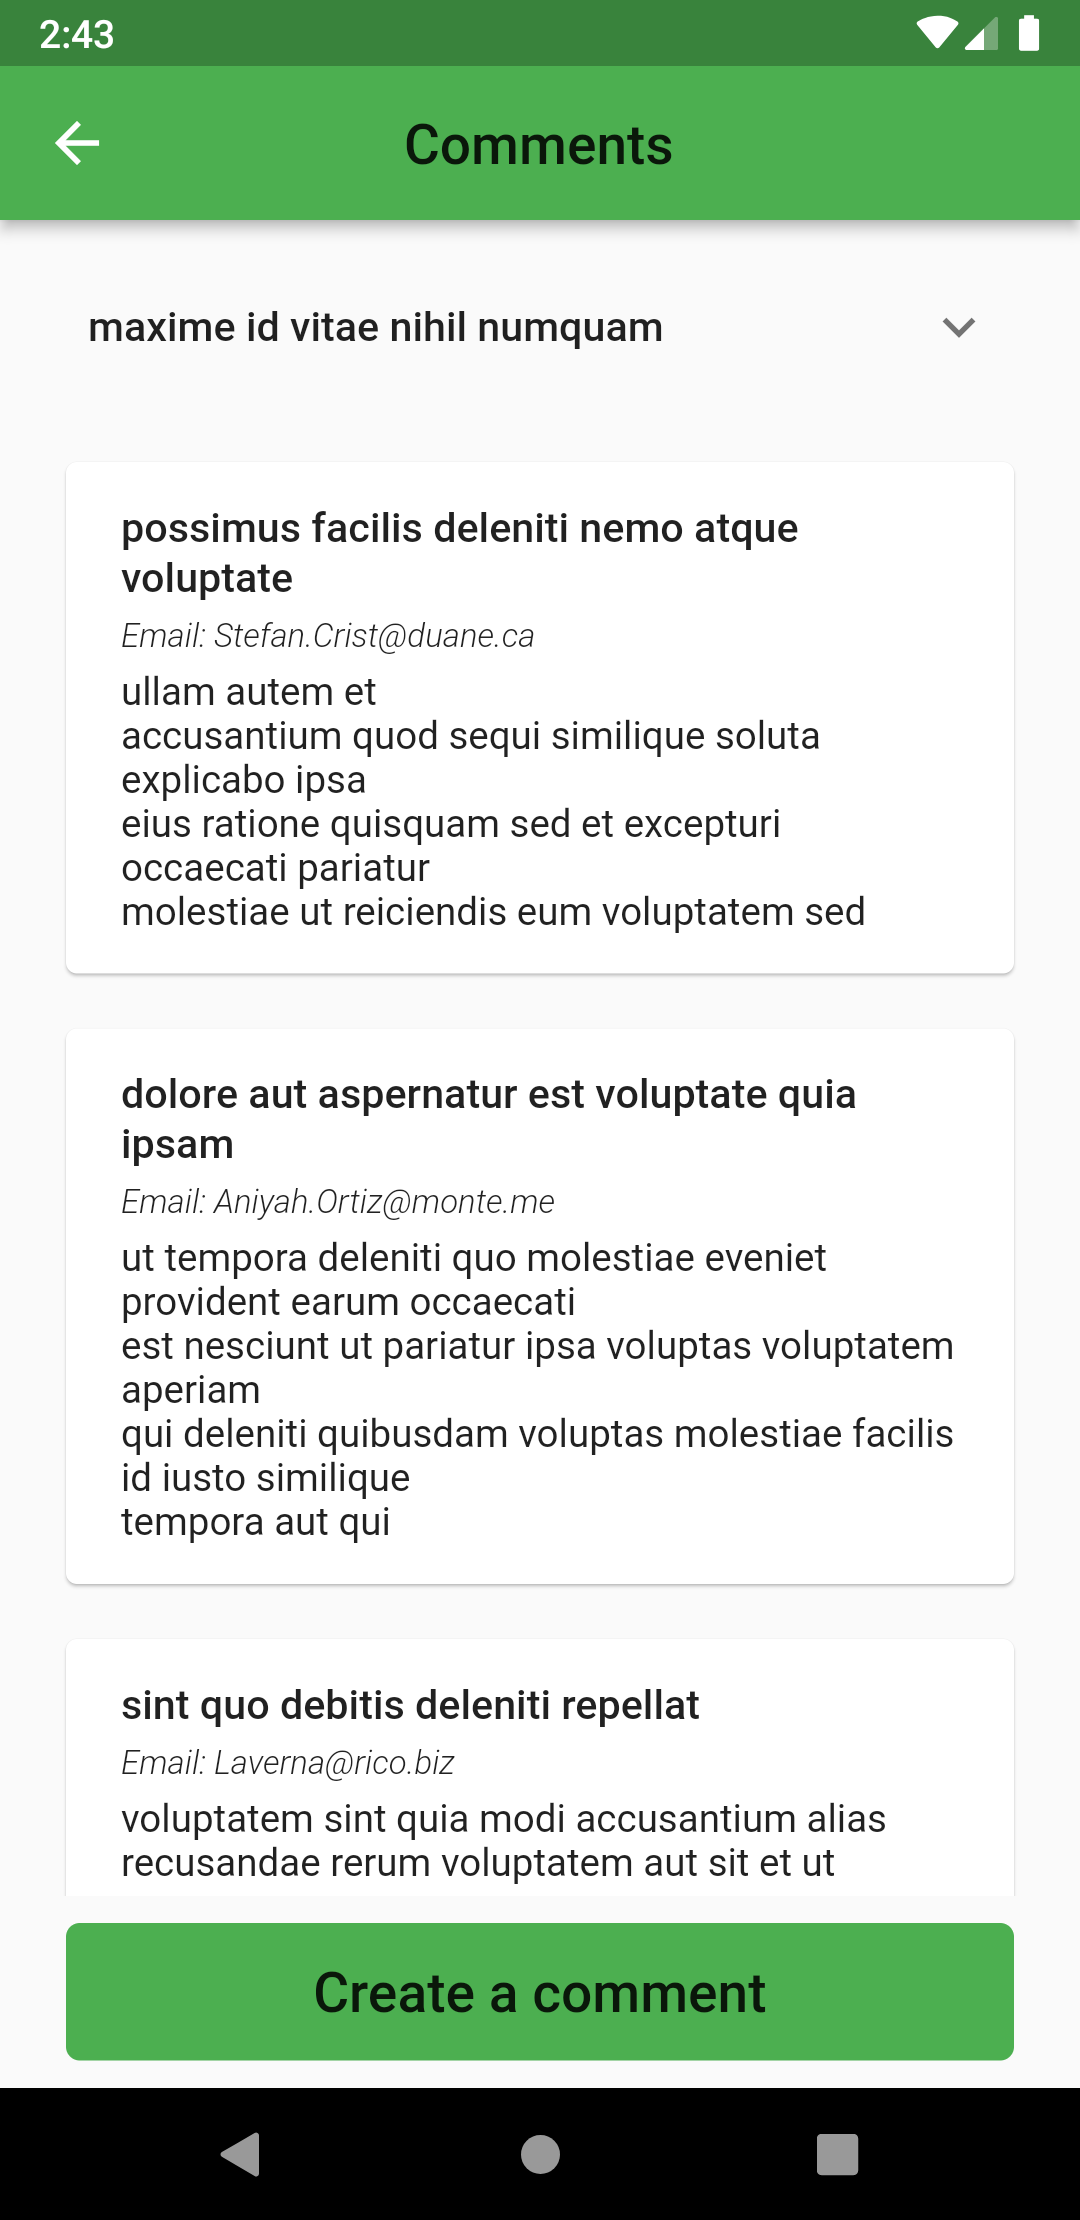 2:43
Comments
maxime id vitae nihil numquam
possimus facilis deleniti nemo atque
voluptate
Email: Stefan.Crist@duane.ca
ullam autem et
accusantium quod sequi similique soluta
explicabo ipsa
eius ratione quisquam sed et excepturi
occaecati pariatur
molestiae ut reiciendis eum voluptatem sed
dolore aut aspernatur est voluptate quia
ipsam
Email: Aniyah.Ortiz@monte.me
ut tempora deleniti quo molestiae eveniet
provident earum occaecati
est nesciunt ut pariatur ipsa voluptas voluptatem
aperiam
qui deleniti quibusdam voluptas molestiae facilis
id iusto similique
tempora aut qui
sint quo debitis deleniti repellat
Email: Laverna@rico.biz
voluptatem sint quia modi accusantium alias
recusandae rerum voluptatem aut sit et ut
Create a comment